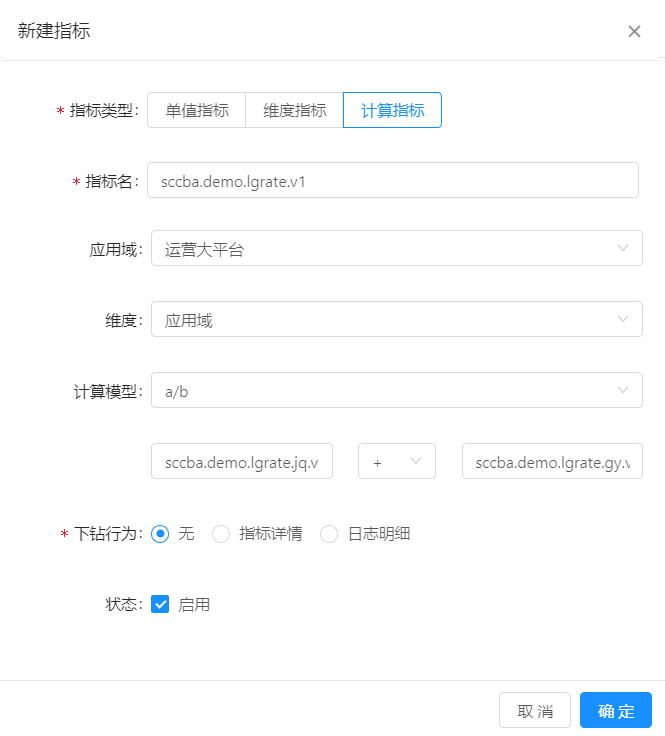 新建指标
* 指标类型: 单值指标 维度指标 计算指标
* 指标名: sccba.demo.lgrate.v1
应用域: 运营大平台
维度: 应用域
计算模型: a/b
sccba.demo.lgrate.jq.v + sccba.demo.lgrate.gy.v
* 下钻行为: 无 指标详情 日志明细
状态: 启用
取 消 确 定